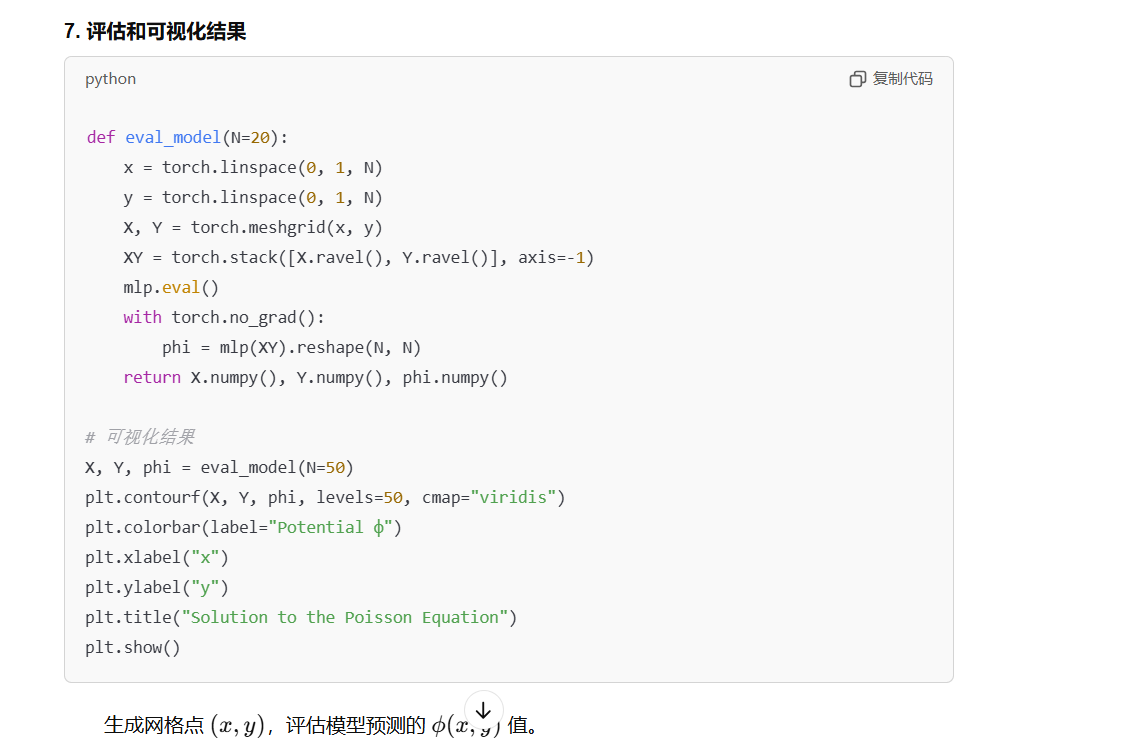 7. 评估和可视化结果
python 复制代码
def eval_model(N=20):
    x = torch.linspace(0, 1, N)
    y = torch.linspace(0, 1, N)
    X, Y = torch.meshgrid(x, y)
    XY = torch.stack([X.ravel(), Y.ravel()], axis=-1)
    mlp.eval()
    with torch.no_grad():
        phi = mlp(XY).reshape(N, N)
    return X.numpy(), Y.numpy(), phi.numpy()
# 可视化结果
X, Y, phi = eval_model(N=50)
plt.contourf(X, Y, phi, levels=50, cmap="viridis")
plt.colorbar(label="Potential ϕ")
plt.xlabel("x")
plt.ylabel("y")
plt.title("Solution to the Poisson Equation")
plt.show()
生成网格点 (x, y)，评估模型预测的 ϕ(x, y) 值。